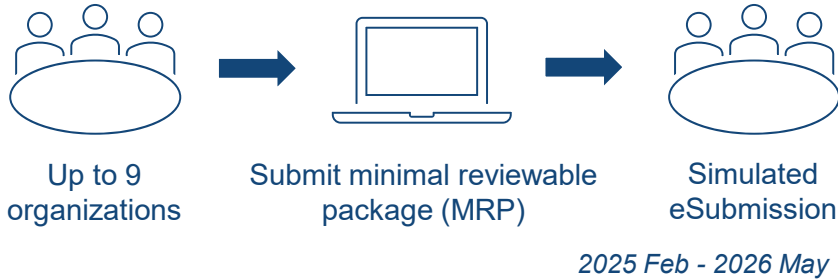 Up to 9
organizations
Submit minimal reviewable
package (MRP)
Simulated
eSubmission
2025 Feb - 2026 May